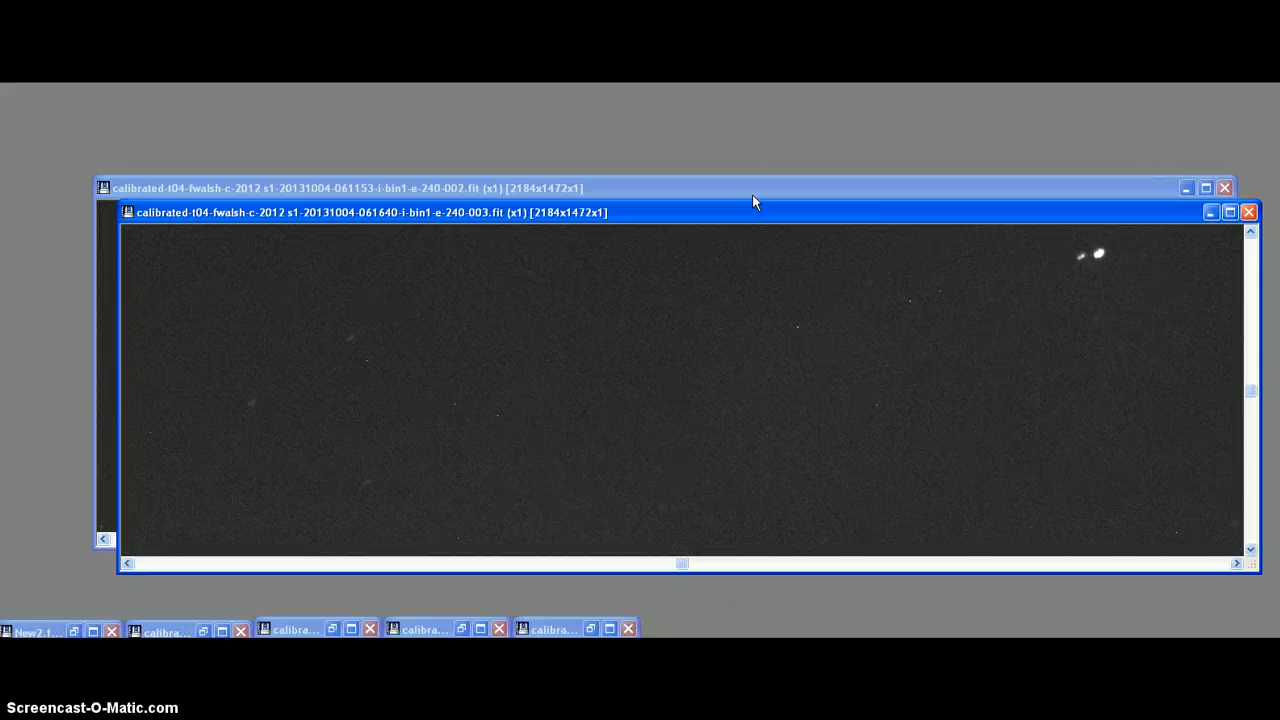 calibrated-t04-fwalsh-c-2012 s1-20131004-061153-i-bin1-e-240-002.fit (x1) [2184x1472x1]
calibrated-t04-fwalsh-c-2012 s1-20131004-061640-i-bin1-e-240-003.fit (x1) [2184x1472x1]
New2.f... calibra... calibra... calibra... calibra...
Screencast-O-Matic.com